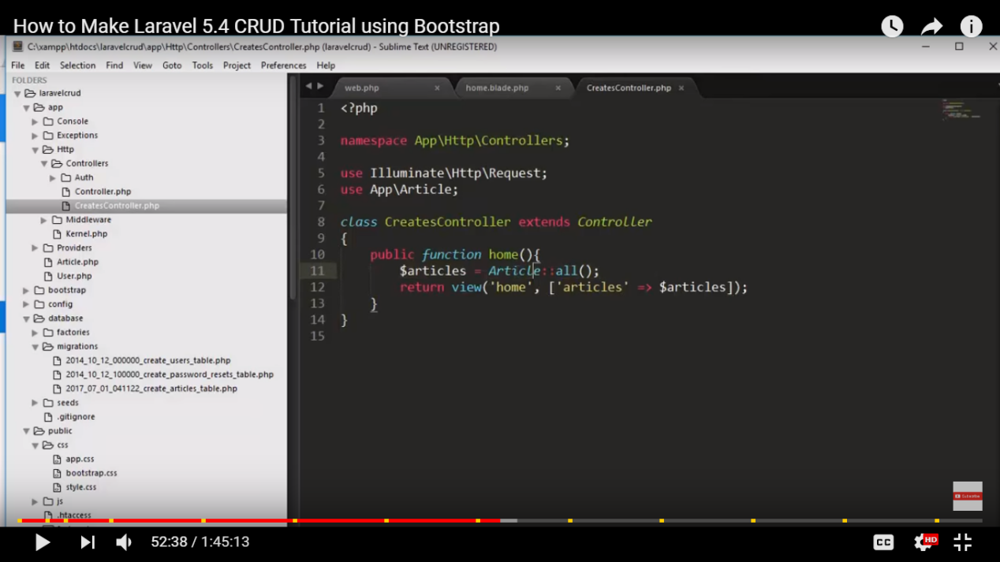 How to Make Laravel 5.4 CRUD Tutorial using Bootstrap
C:\xampp\htdocs\laravelcrud\app\Http\Controllers\CreatesController.php (laravelcrud) - Sublime Text (UNREGISTERED)
File Edit Selection Find View Goto Tools Project Preferences Help
FOLDERS
laravelcrud
app
Console
Exceptions
Http
Controllers
Auth
Controller.php
CreatesController.php
Middleware
Kernel.php
Providers
Article.php
User.php
bootstrap
config
database
factories
migrations
2014_10_12_000000_create_users_table.php
2014_10_12_100000_create_password_resets_table.php
2017_07_01_041122_create_articles_table.php
seeds
.gitignore
public
css
app.css
bootstrap.css
style.css
js
.htaccess
web.php × home.blade.php × CreatesController.php ×
1 <?php
2
3 namespace App\Http\Controllers;
4
5 use Illuminate\Http\Request;
6 use App\Article;
7
8 class CreatesController extends Controller
9 {
10 public function home(){
11 $articles = Article::all();
12 return view('home', ['articles' => $articles]);
13 }
14 }
15
Subscribe
52:38 / 1:45:13
CC HD